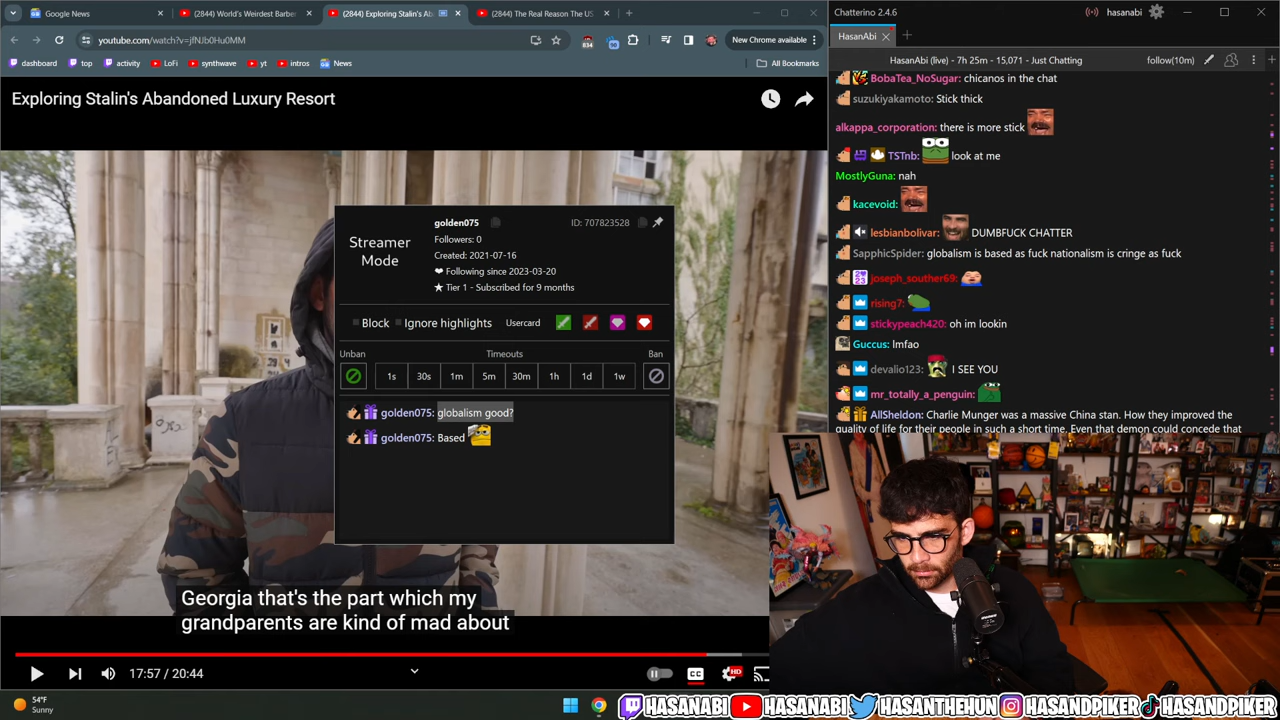 Google News
(2844) World's Weirdest Barbe
(2844) Exploring Stalin's Ab
(2844) The Real Reason The US
youtube.com/watch?v=jfNJb0Hu0MM
834
New Chrome available
dashboard
top
activity
LoFi
synthwave
yt
intros
News
All Bookmarks
Exploring Stalin's Abandoned Luxury Resort
Streamer
Mode
golden075
ID: 707823528
Followers: 0
Created: 2021-07-16
Following since 2023-03-20
Tier 1 - Subscribed for 9 months
Block
Ignore highlights
Usercard
Unban
Timeouts
Ban
1s
30s
1m
5m
30m
1h
1d
1w
golden075: globalism good?
golden075: Based
Georgia that's the part which my
grandparents are kind of mad about
17:57 / 20:44
CC
HD
54°F
Sunny
Chatterino 2.4.6
hasanabi
HasanAbi
HasanAbi (live) - 7h 25m - 15,071 - Just Chatting
follow(10m)
BobaTea_NoSugar: chicanos in the chat
suzukiyakamoto: Stick thick
alkappa_corporation: there is more stick
TSTnb: look at me
MostlyGuna: nah
kacevoid:
lesbianbolivar: DUMBFUCK CHATTER
SapphicSpider: globalism is based as fuck nationalism is cringe as fuck
joseph_souther69:
rising7:
stickypeach420: oh im lookin
Guccus: lmfao
devalio123: I SEE YOU
mr_totally_a_penguin:
AllSheldon: Charlie Munger was a massive China stan. How they improved the
quality of life for their people in such a short time. Even that demon could concede that
HASANABI
HASANABI
HASANTHEHUN
HASANDPIKER
HASANDPIKER